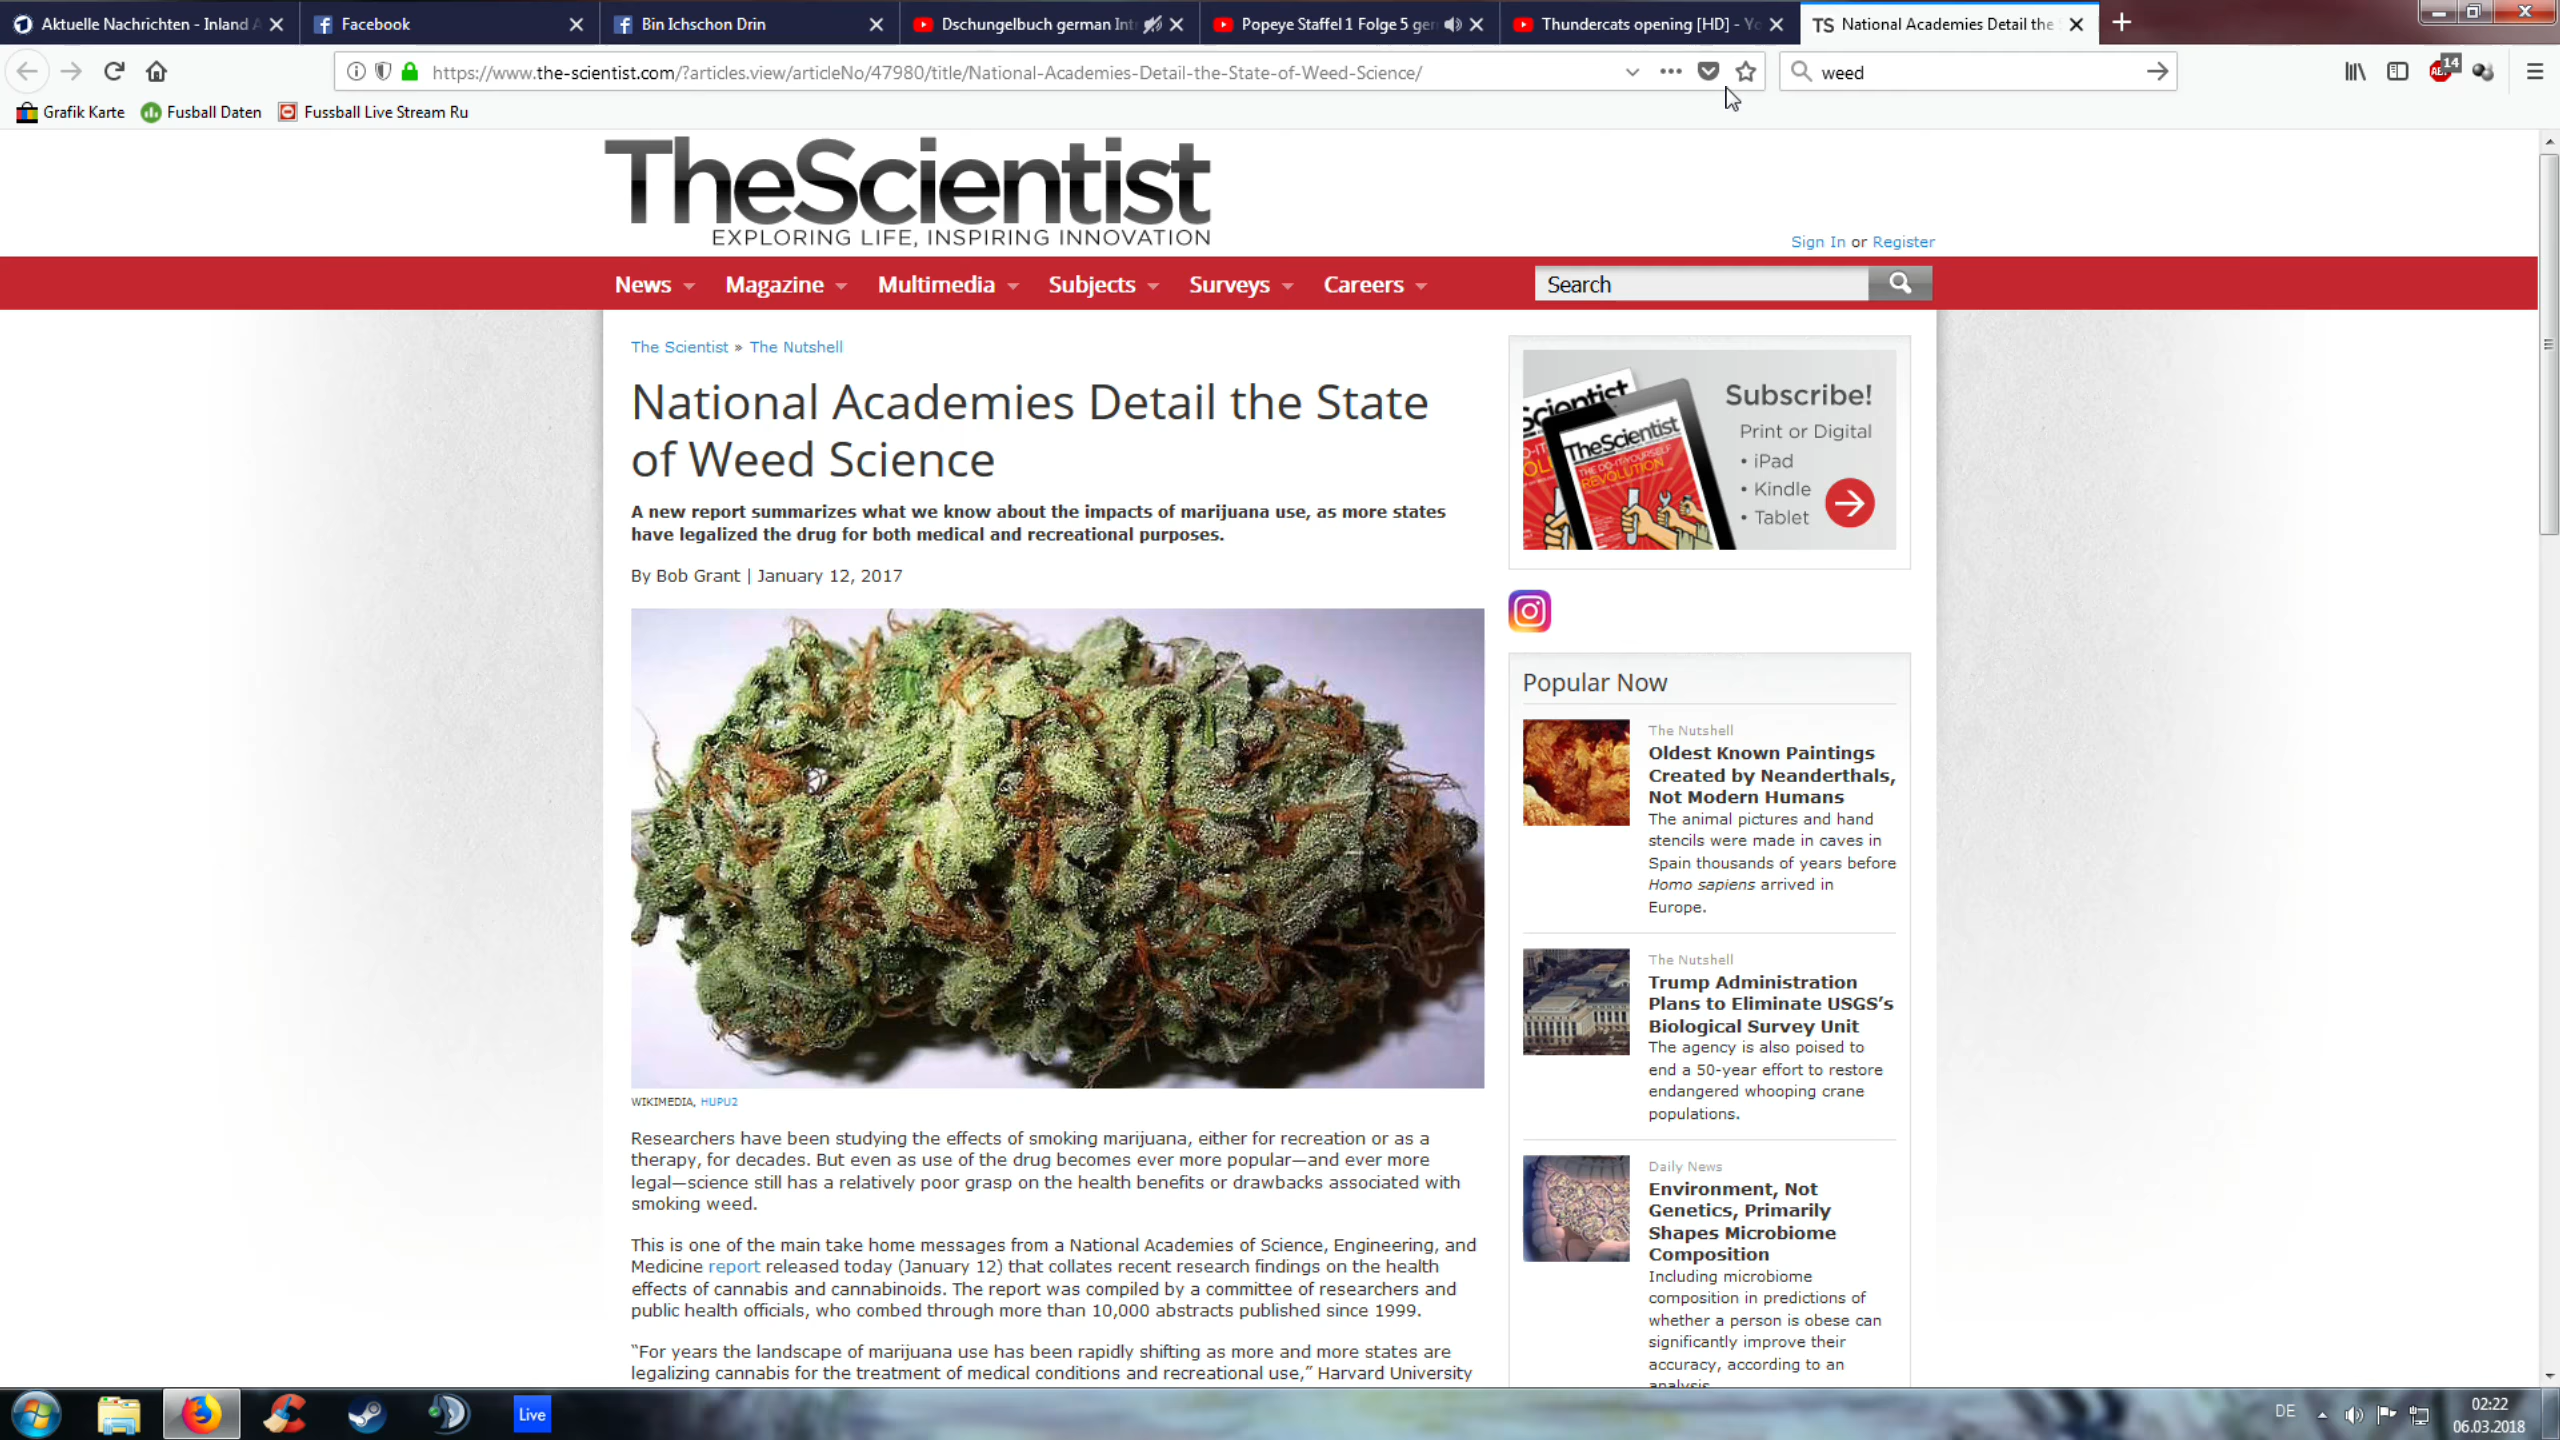 Aktuelle Nachrichten - Inland A
Facebook
Bin Ichschon Drin
Dschungelbuch german Int
Popeye Staffel 1 Folge 5 ger
Thundercats opening [HD] - Yo
TS National Academies Detail the
https://www.the-scientist.com/?articles.view/articleNo/47980/title/National-Academies-Detail-the-State-of-Weed-Science/
weed
ABP 14
Grafik Karte
Fusball Daten
Fussball Live Stream Ru
TheScientist
EXPLORING LIFE, INSPIRING INNOVATION
Sign In or Register
News
Magazine
Multimedia
Subjects
Surveys
Careers
Search
The Scientist » The Nutshell
National Academies Detail the State
of Weed Science
A new report summarizes what we know about the impacts of marijuana use, as more states
have legalized the drug for both medical and recreational purposes.
By Bob Grant | January 12, 2017
WIKIMEDIA, HUPU2
Researchers have been studying the effects of smoking marijuana, either for recreation or as a
therapy, for decades. But even as use of the drug becomes ever more popular—and ever more
legal—science still has a relatively poor grasp on the health benefits or drawbacks associated with
smoking weed.
This is one of the main take home messages from a National Academies of Science, Engineering, and
Medicine report released today (January 12) that collates recent research findings on the health
effects of cannabis and cannabinoids. The report was compiled by a committee of researchers and
public health officials, who combed through more than 10,000 abstracts published since 1999.
“For years the landscape of marijuana use has been rapidly shifting as more and more states are
legalizing cannabis for the treatment of medical conditions and recreational use,” Harvard University
Scientist
TheScientist
THE DO-IT-YOURSELF
REVOLUTION
Subscribe!
Print or Digital
• iPad
• Kindle
• Tablet
Popular Now
The Nutshell
Oldest Known Paintings
Created by Neanderthals,
Not Modern Humans
The animal pictures and hand
stencils were made in caves in
Spain thousands of years before
Homo sapiens arrived in
Europe.
The Nutshell
Trump Administration
Plans to Eliminate USGS’s
Biological Survey Unit
The agency is also poised to
end a 50-year effort to restore
endangered whooping crane
populations.
Daily News
Environment, Not
Genetics, Primarily
Shapes Microbiome
Composition
Including microbiome
composition in predictions of
whether a person is obese can
significantly improve their
accuracy, according to an
analysis.
Live
DE
02:22
06.03.2018